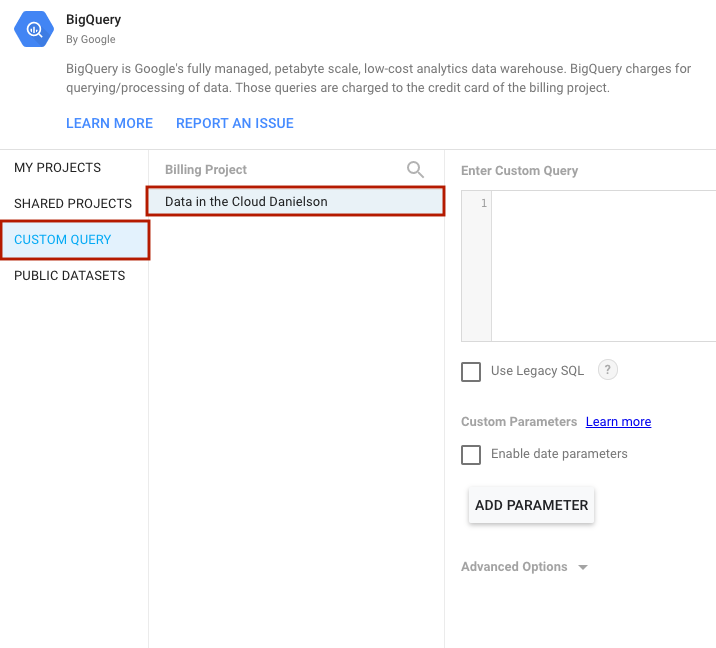 BigQuery
By Google
BigQuery is Google's fully managed, petabyte scale, low-cost analytics data warehouse. BigQuery charges for
querying/processing of data. Those queries are charged to the credit card of the billing project.
LEARN MORE REPORT AN ISSUE
MY PROJECTS
SHARED PROJECTS
CUSTOM QUERY
PUBLIC DATASETS
Billing Project
Data in the Cloud Danielson
Enter Custom Query
1
Use Legacy SQL ?
Custom Parameters Learn more
Enable date parameters
ADD PARAMETER
Advanced Options